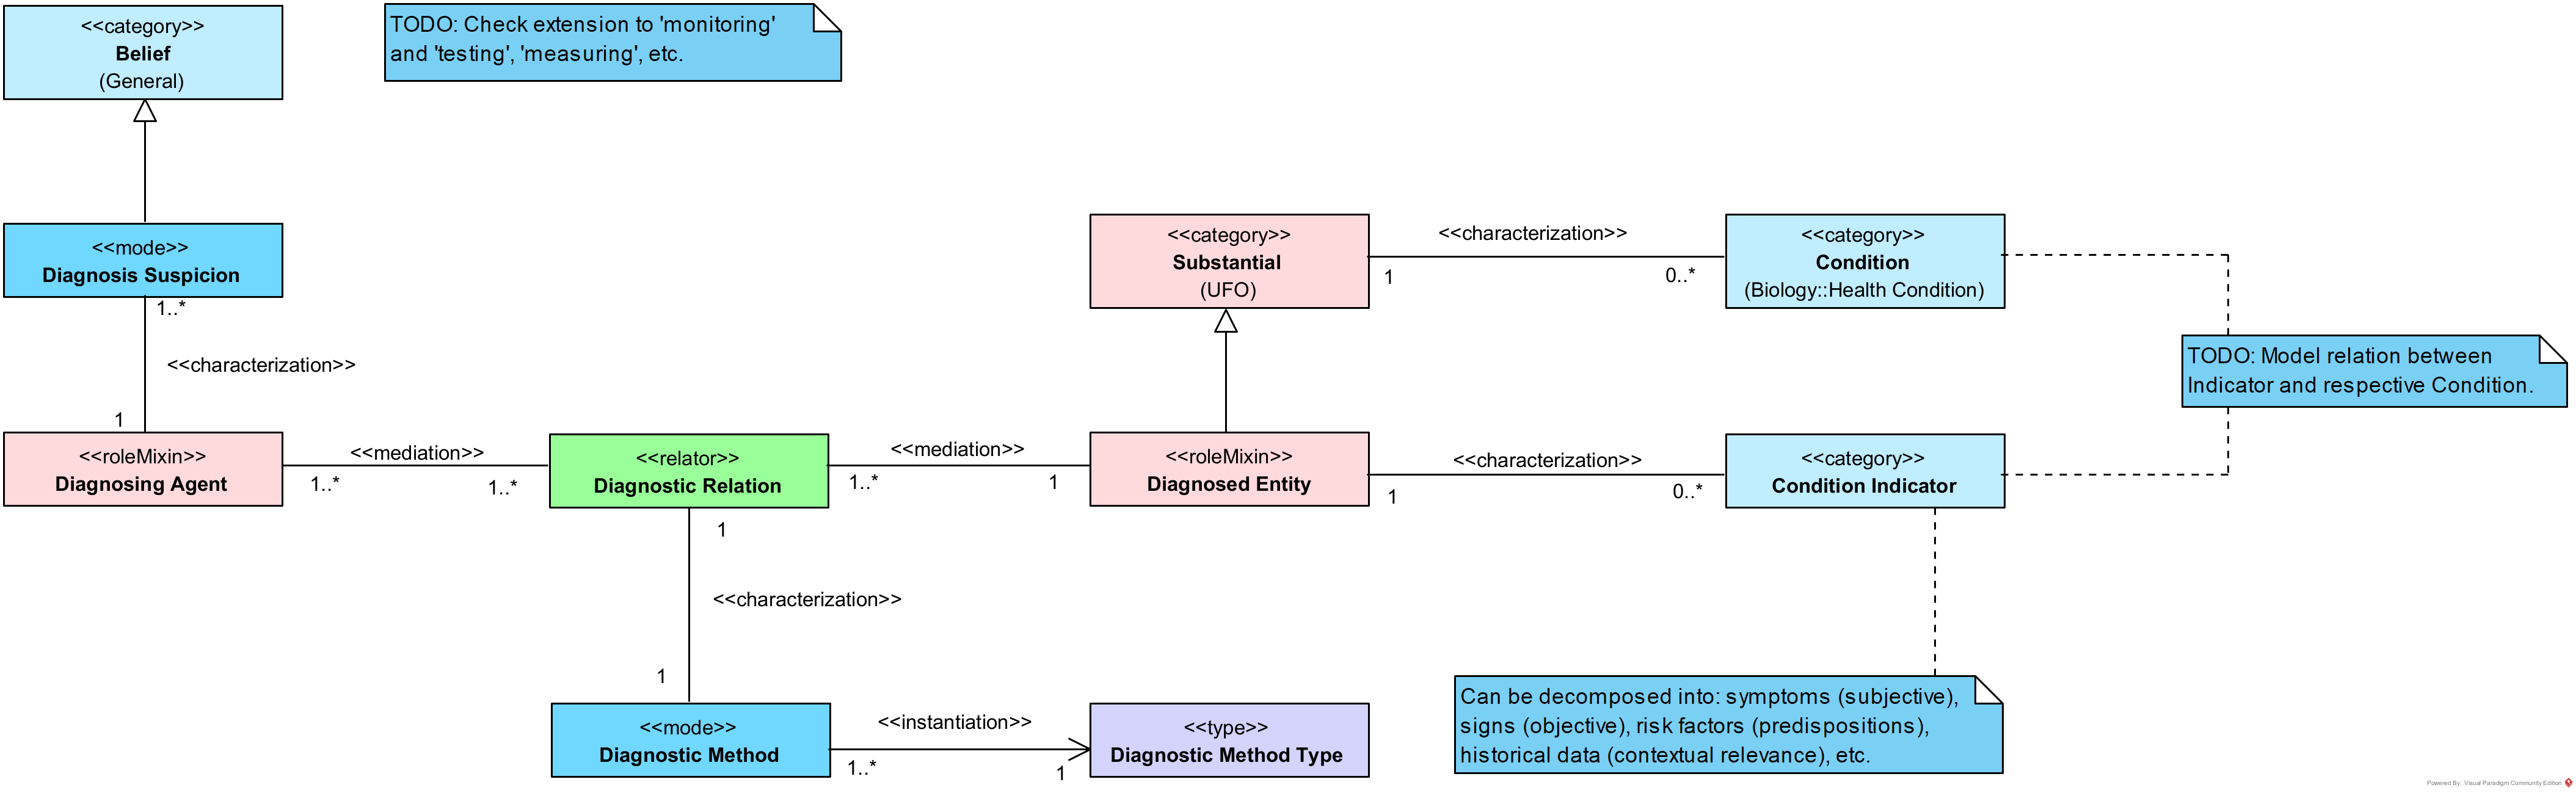 <<category>>
Belief
(General)
TODO: Check extension to 'monitoring'
and 'testing', 'measuring', etc.
<<mode>>
Diagnosis Suspicion
1..*
<<characterization>>
1
<<category>>
Substantial
(UFO)
<<characterization>>
1
0..*
<<category>>
Condition
(Biology::Health Condition)
TODO: Model relation between
Indicator and respective Condition.
<<roleMixin>>
Diagnosing Agent
<<mediation>>
1..*
1..*
<<relator>>
Diagnostic Relation
<<mediation>>
1..*
1
<<roleMixin>>
Diagnosed Entity
<<characterization>>
1
0..*
<<category>>
Condition Indicator
1
<<characterization>>
1
<<mode>>
Diagnostic Method
<<instantiation>>
1..*
1
<<type>>
Diagnostic Method Type
Can be decomposed into: symptoms (subjective),
signs (objective), risk factors (predispositions),
historical data (contextual relevance), etc.
Powered By: Visual Paradigm Community Edition